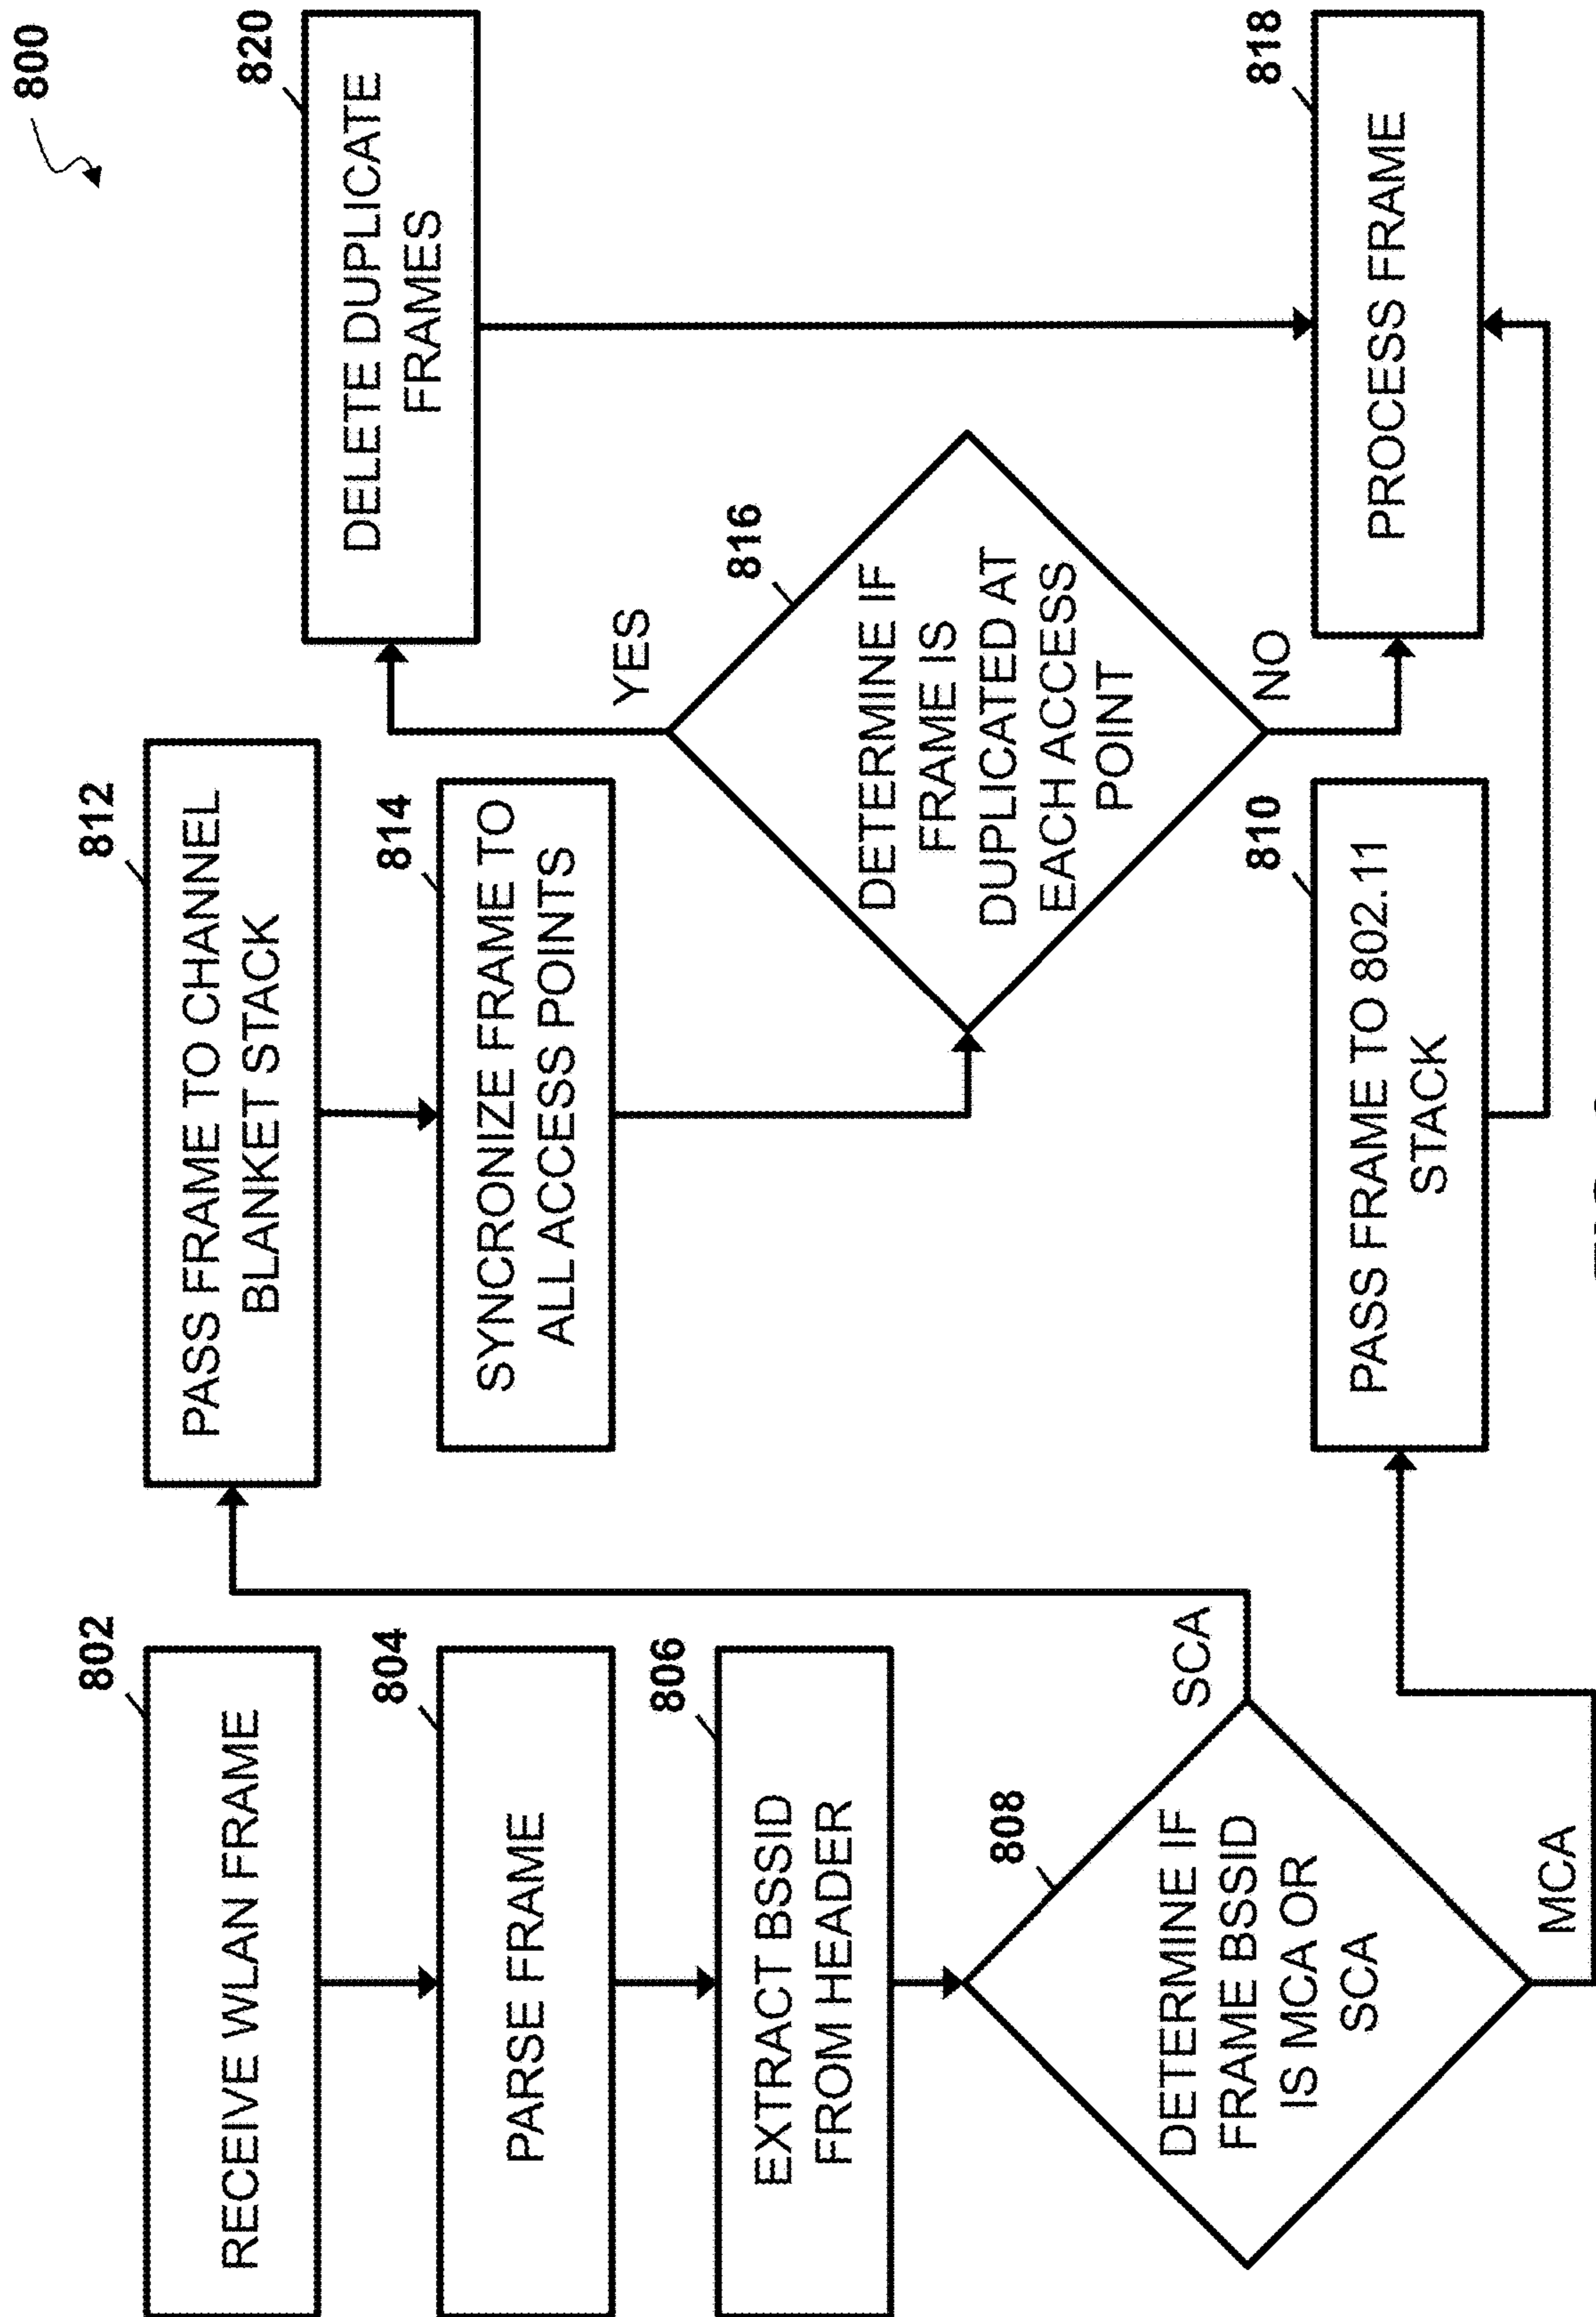 800
802
RECEIVE WLAN FRAME
804
PARSE FRAME
806
EXTRACT BSSID
FROM HEADER
808
DETERMINE IF
FRAME BSSID
IS MCA OR
SCA
SCA
MCA
812
PASS FRAME TO CHANNEL
BLANKET STACK
814
SYNCRONIZE FRAME TO
ALL ACCESS POINTS
810
PASS FRAME TO 802.11
STACK
816
DETERMINE IF
FRAME IS
DUPLICATED AT
EACH ACCESS
POINT
YES
NO
820
DELETE DUPLICATE
FRAMES
818
PROCESS FRAME